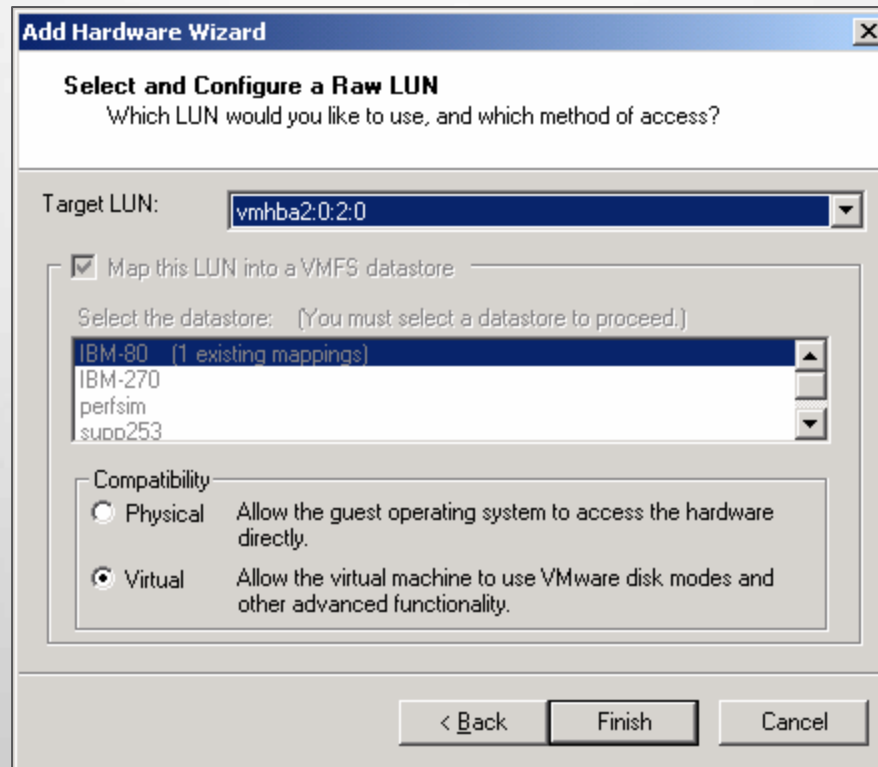 Add Hardware Wizard
Select and Configure a Raw LUN
Which LUN would you like to use, and which method of access?
Target LUN: vmhba2:0:2:0
Map this LUN into a VMFS datastore
Select the datastore: (You must select a datastore to proceed.)
IBM-80 (1 existing mappings)
IBM-270
perfsim
supp253
Compatibility
Physical Allow the guest operating system to access the hardware
directly.
Virtual Allow the virtual machine to use VMware disk modes and
other advanced functionality.
< Back Finish Cancel